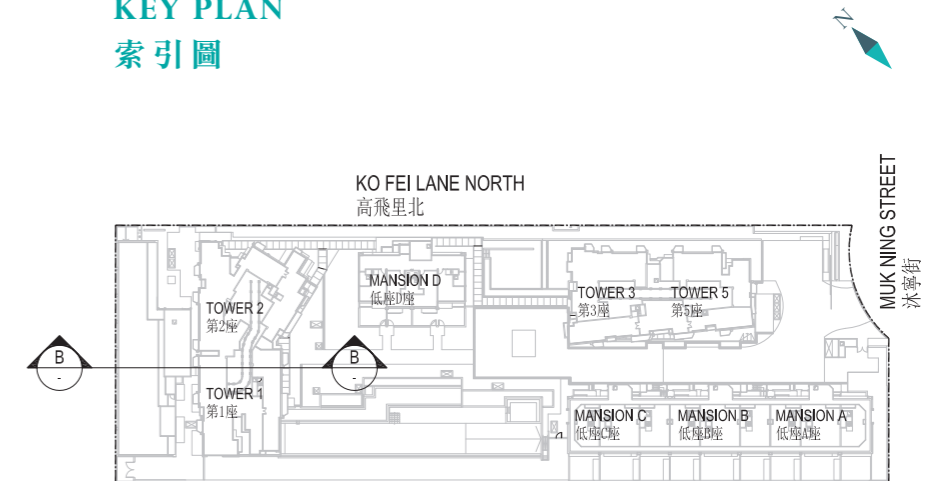 KEY PLAN
索引圖
N
KO FEI LANE NORTH
高飛里北
MUK NING STREET
沐寧街
MANSION D
低座D座
TOWER 2
第2座
TOWER 3
第3座
TOWER 5
第5座
B
-
B
-
TOWER 1
第1座
MANSION C
低座C座
MANSION B
低座B座
MANSION A
低座A座